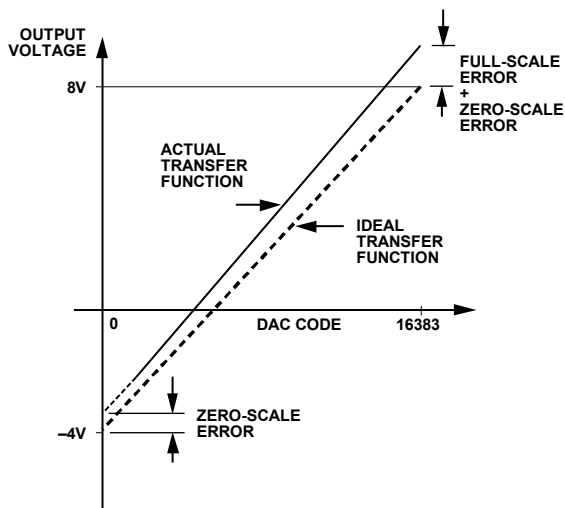 OUTPUT
VOLTAGE
8V
FULL-SCALE
ERROR
+
ZERO-SCALE
ERROR
ACTUAL
TRANSFER
FUNCTION
IDEAL
TRANSFER
FUNCTION
0
DAC CODE
16383
ZERO-SCALE
ERROR
–4V